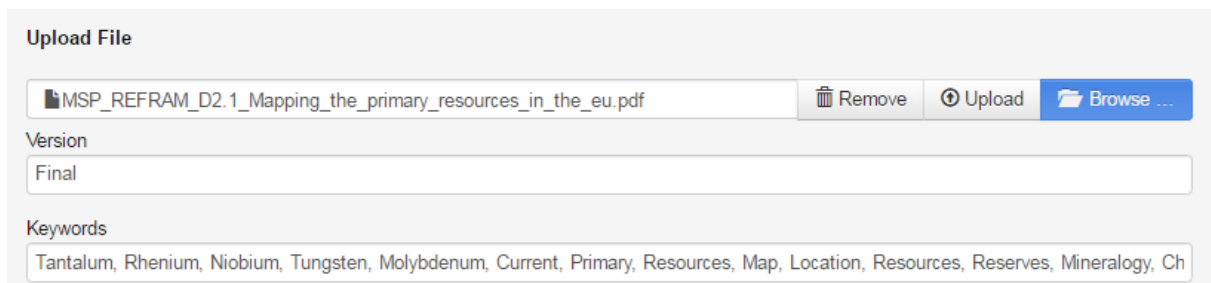 Upload File
MSP_REFRAM_D2.1_Mapping_the_primary_resources_in_the_eu.pdf Remove Upload Browse ...
Version
Final
Keywords
Tantalum, Rhenium, Niobium, Tungsten, Molybdenum, Current, Primary, Resources, Map, Location, Resources, Reserves, Mineralogy, Ch